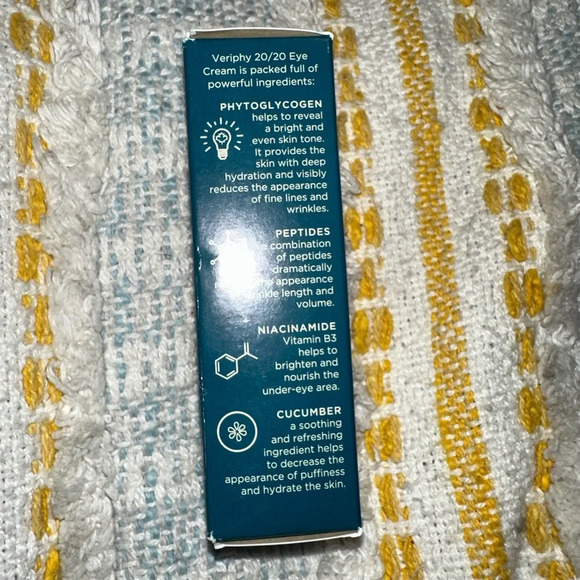 Veriphy 20/20 Eye
Cream is packed full of
powerful ingredients:
PHYTOGLYCOGEN
helps to reveal
a bright and
even skin tone.
It provides the
skin with deep
hydration and visibly
reduces the appearance
of fine lines and
wrinkles.
PEPTIDES
combination
of peptides
dramatically
appearance
length and
volume.
NIACINAMIDE
Vitamin B3
helps to
brighten and
nourish the
under-eye area.
CUCUMBER
a soothing
and refreshing
ingredient helps
to decrease the
appearance of puffiness
and hydrate the skin.